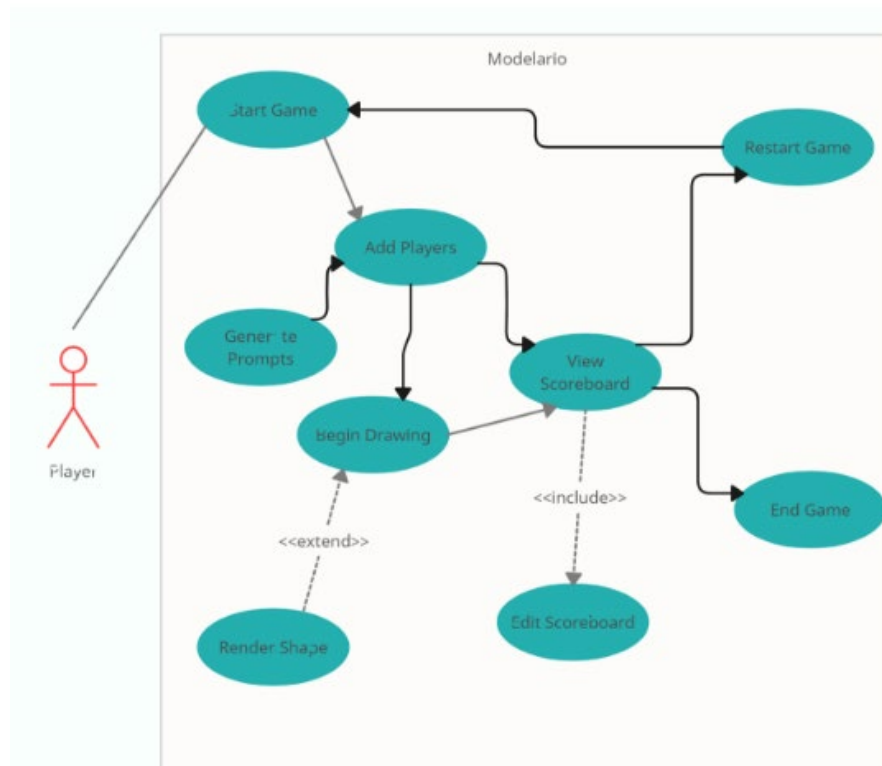 Modelario
Start Game
Restart Game
Add Players
Generate
Prompts
View
Scoreboard
Begin Drawing
Player
<<include>>
End Game
<<extend>>
Edit Scoreboard
Render Shape